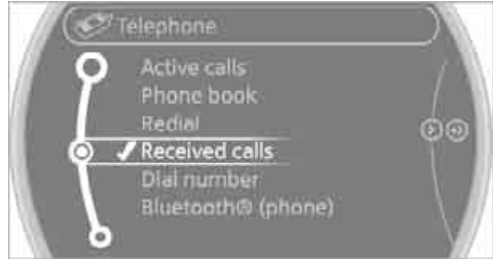 Telephone
Active calls
Phone book
Redial
Received calls
Dial number
Bluetooth® (phone)